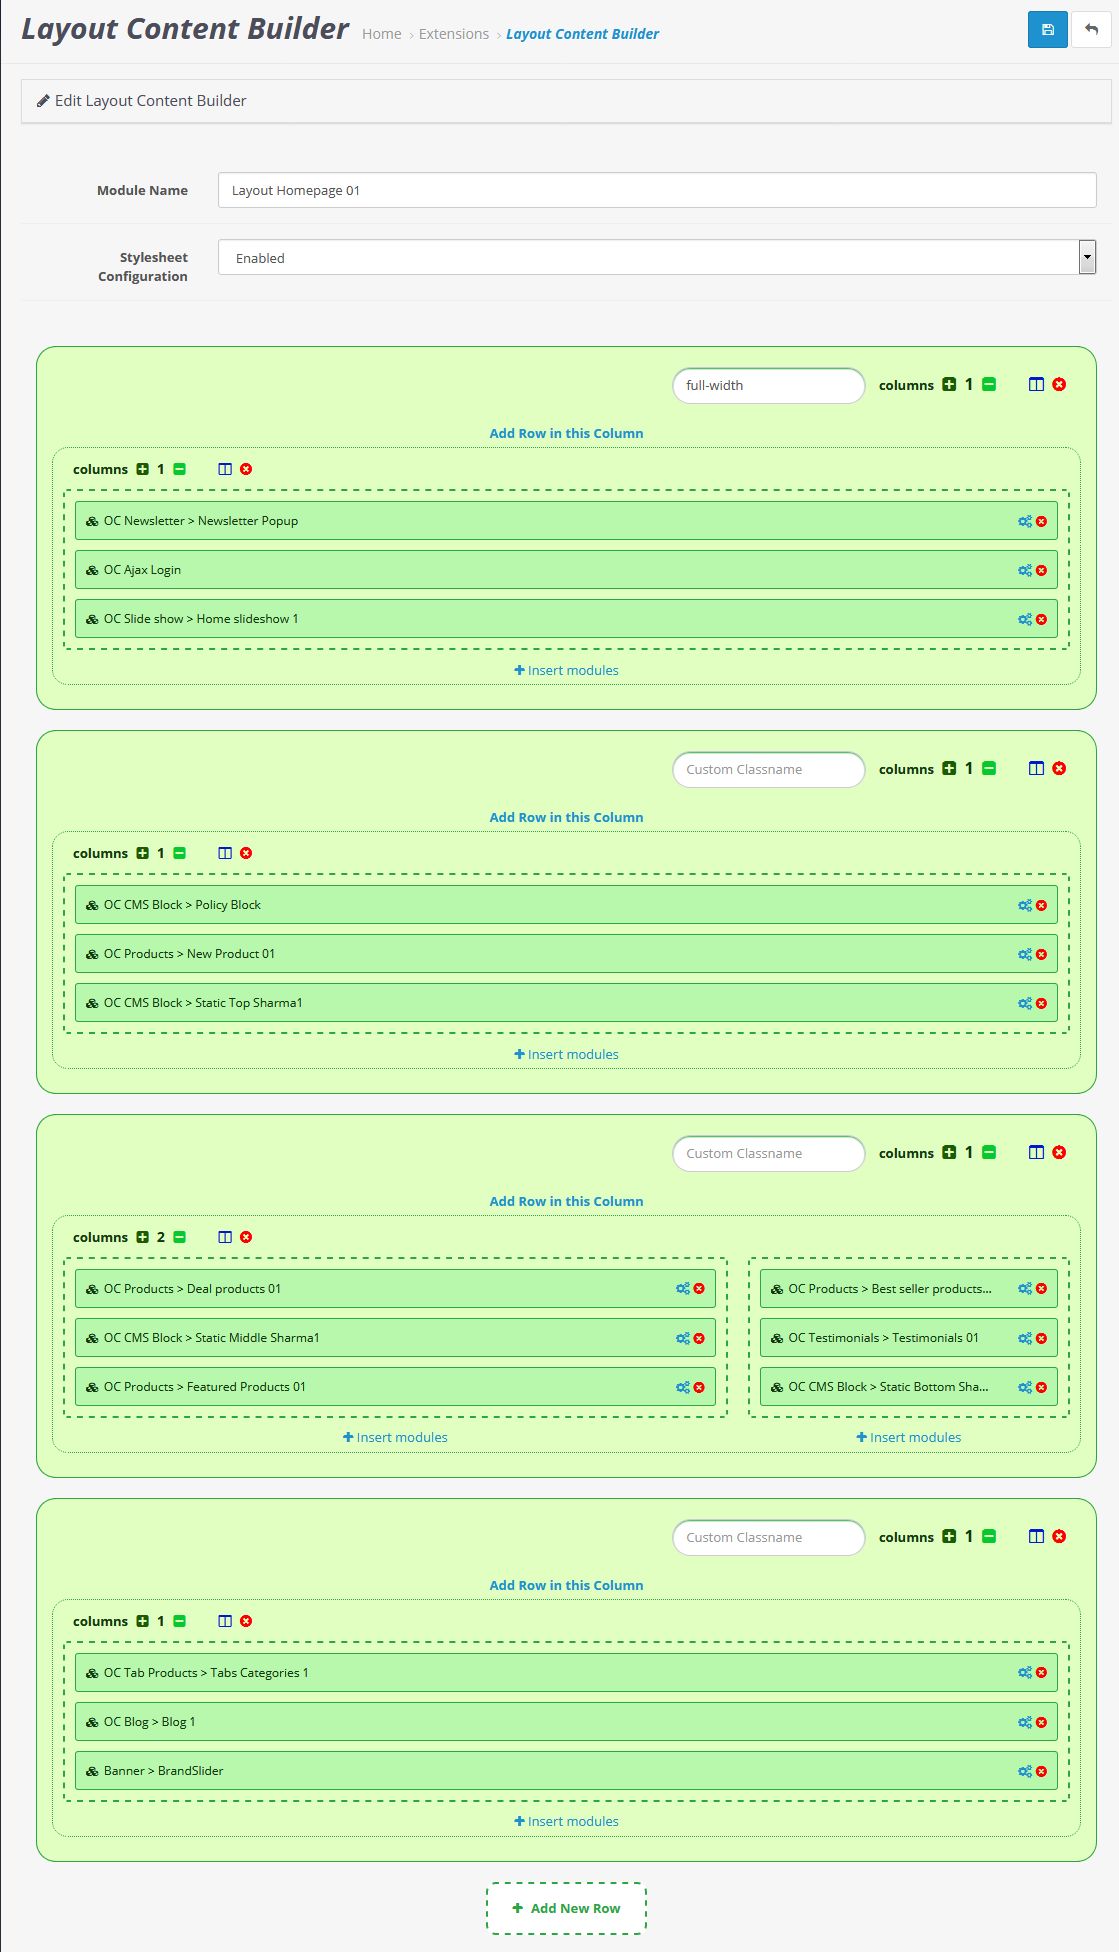 Layout Content Builder
Home › Extensions › Layout Content Builder
Edit Layout Content Builder
Module Name
Layout Homepage 01
Stylesheet
Configuration
Enabled
full-width
columns 1
Add Row in this Column
columns 1
OC Newsletter > Newsletter Popup
OC Ajax Login
OC Slide show > Home slideshow 1
Insert modules
Custom Classname
columns 1
Add Row in this Column
columns 1
OC CMS Block > Policy Block
OC Products > New Product 01
OC CMS Block > Static Top Sharma1
Insert modules
Custom Classname
columns 1
Add Row in this Column
columns 2
OC Products > Deal products 01
OC CMS Block > Static Middle Sharma1
OC Products > Featured Products 01
Insert modules
OC Products > Best seller products...
OC Testimonials > Testimonials 01
OC CMS Block > Static Bottom Sha...
Insert modules
Custom Classname
columns 1
Add Row in this Column
columns 1
OC Tab Products > Tabs Categories 1
OC Blog > Blog 1
Banner > BrandSlider
Insert modules
Add New Row